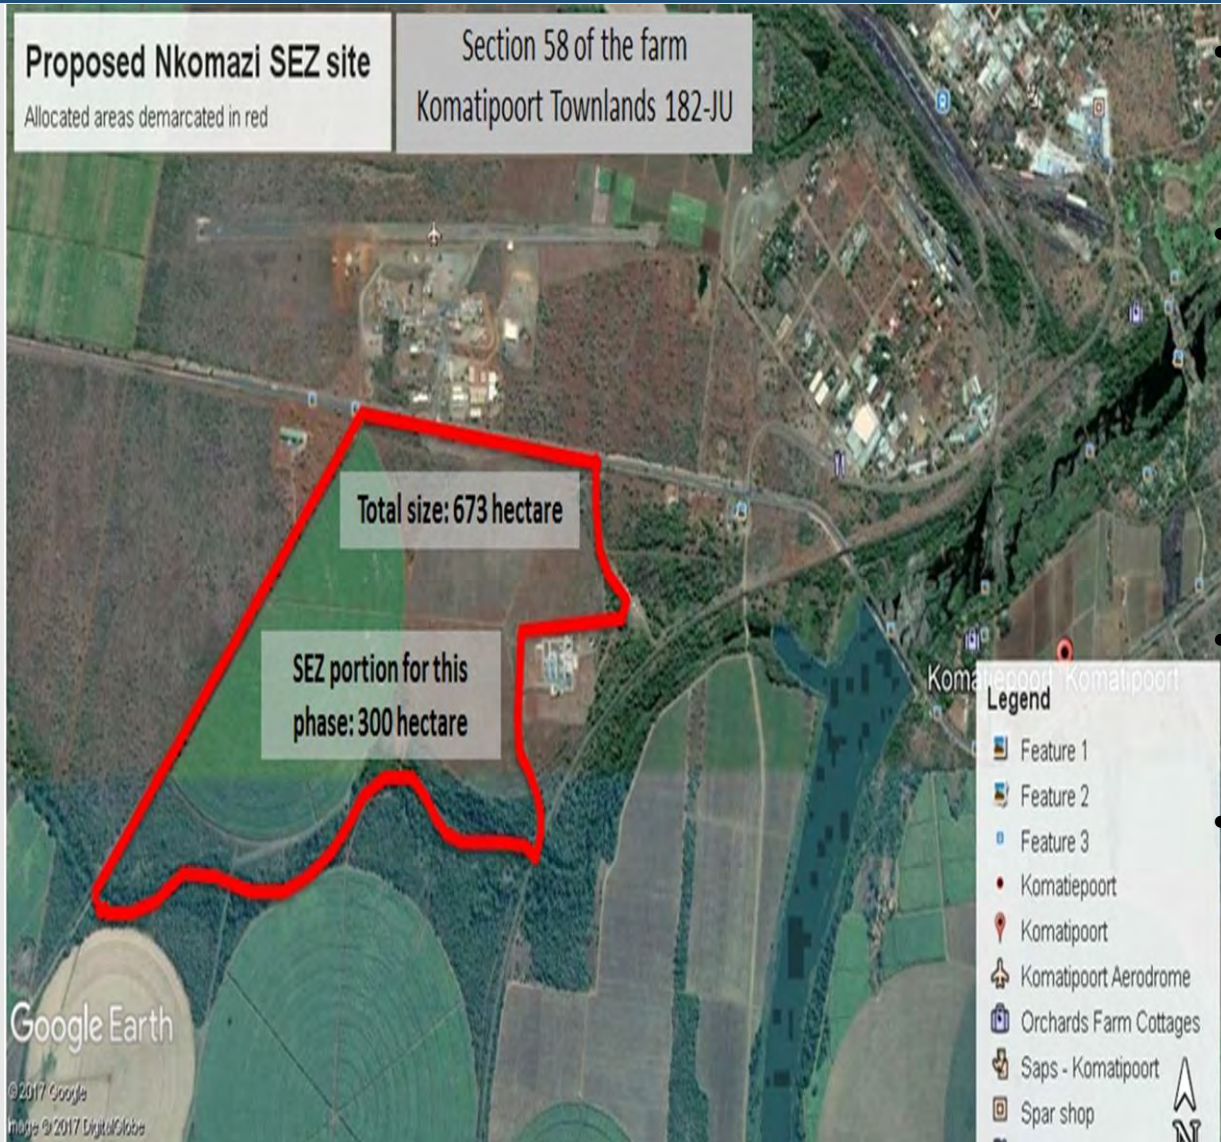 Proposed Nkomazi SEZ site
Allocated areas demarcated in red
Section 58 of the farm
Komatipoort Townlands 182-JU
Total size: 673 hectare
SEZ portion for this
phase: 300 hectare
Komatiepoort Komatipoort
Legend
Feature 1
Feature 2
Feature 3
Komatiepoort
Komatipoort
Komatipoort Aerodrome
Orchards Farm Cottages
Saps - Komatipoort
Spar shop
N
Google Earth
©2017 Google
Image © 2017 DigitalGlobe